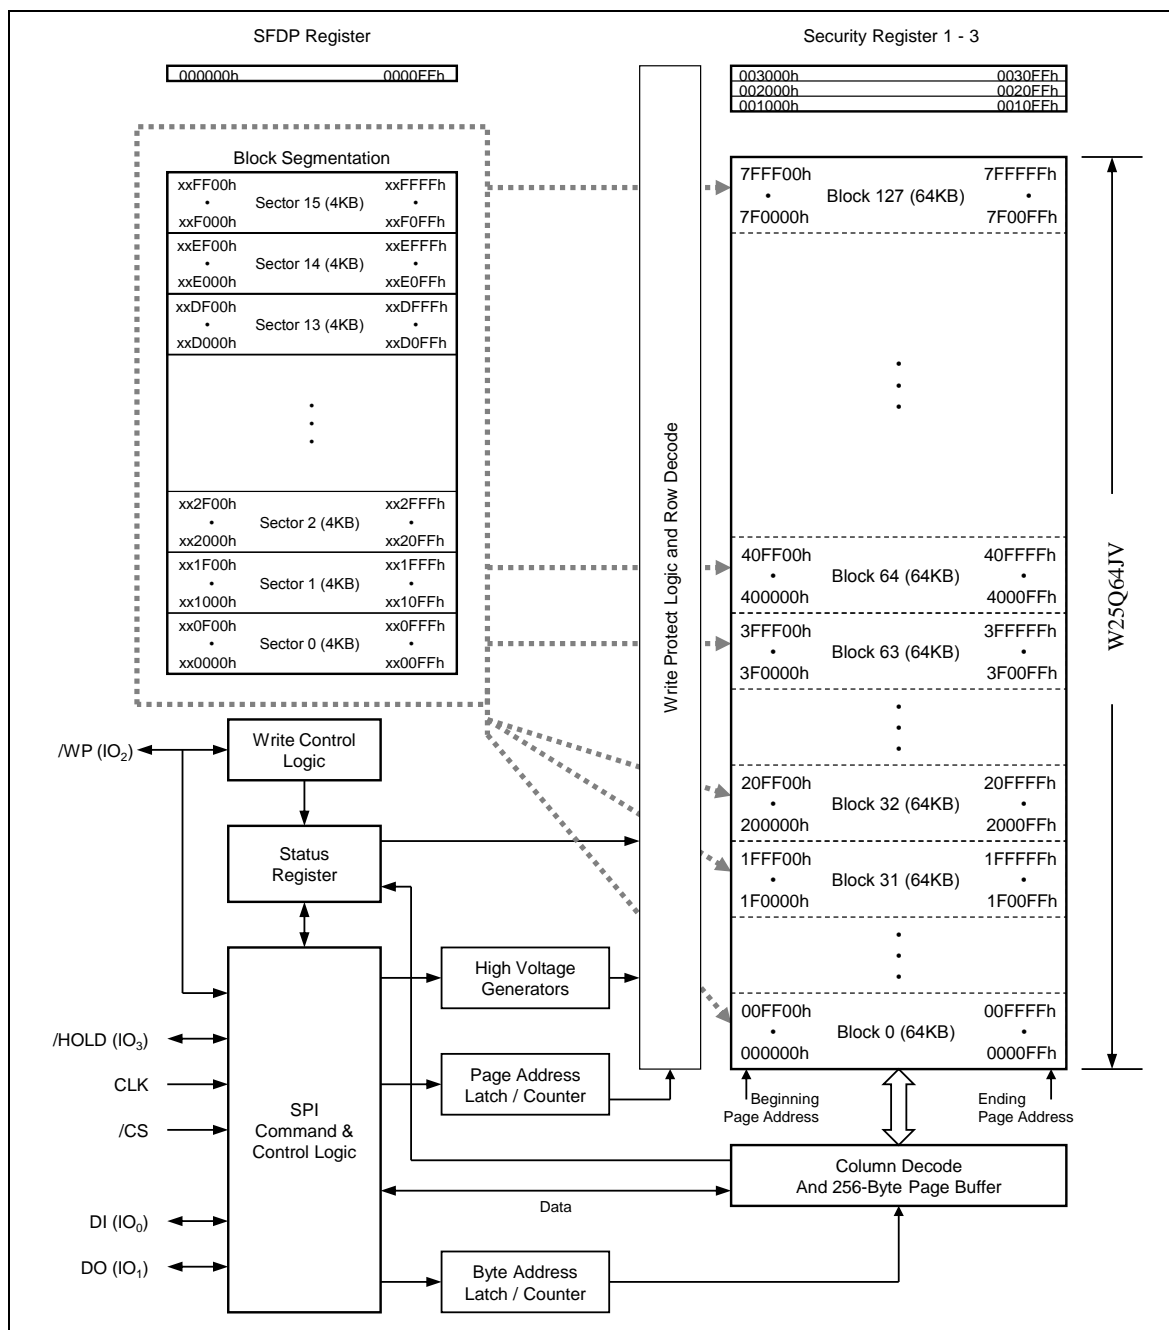 SFDP Register
000000h 0000FFh
Security Register 1 - 3
003000h 0030FFh
002000h 0020FFh
001000h 0010FFh
Block Segmentation
xxFF00h xxFFFFh
• Sector 15 (4KB) •
xxF000h xxF0FFh
xxEF00h xxEFFFh
• Sector 14 (4KB) •
xxE000h xxE0FFh
xxDF00h xxDFFFh
• Sector 13 (4KB) •
xxD000h xxD0FFh
xx2F00h xx2FFFh
• Sector 2 (4KB) •
xx2000h xx20FFh
xx1F00h xx1FFFh
• Sector 1 (4KB) •
xx1000h xx10FFh
xx0F00h xx0FFFh
• Sector 0 (4KB) •
xx0000h xx00FFh
Write Protect Logic and Row Decode
7FFF00h 7FFFFFh
• Block 127 (64KB) •
7F0000h 7F00FFh
40FF00h 40FFFFh
• Block 64 (64KB) •
400000h 4000FFh
3FFF00h 3FFFFFh
• Block 63 (64KB) •
3F0000h 3F00FFh
20FF00h 20FFFFh
• Block 32 (64KB) •
200000h 2000FFh
1FFF00h 1FFFFFh
• Block 31 (64KB) •
1F0000h 1F00FFh
00FF00h 00FFFFh
• Block 0 (64KB) •
000000h 0000FFh
W25Q64JV
Beginning
Page Address
Ending
Page Address
/WP (IO2)
Write Control
Logic
Status
Register
/HOLD (IO3)
CLK
/CS
DI (IO0)
DO (IO1)
SPI
Command &
Control Logic
High Voltage
Generators
Page Address
Latch / Counter
Column Decode
And 256-Byte Page Buffer
Data
Byte Address
Latch / Counter